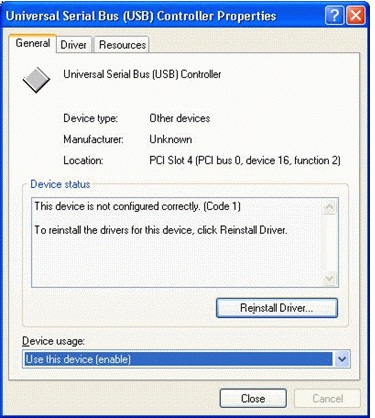 Universal Serial Bus (USB) Controller Properties
General Driver Resources
Universal Serial Bus (USB) Controller
Device type: Other devices
Manufacturer: Unknown
Location: PCI Slot 4 (PCI bus 0, device 16, function 2)
Device status
This device is not configured correctly. (Code 1)
To reinstall the drivers for this device, click Reinstall Driver.
Reinstall Driver...
Device usage:
Use this device (enable)
Close Cancel